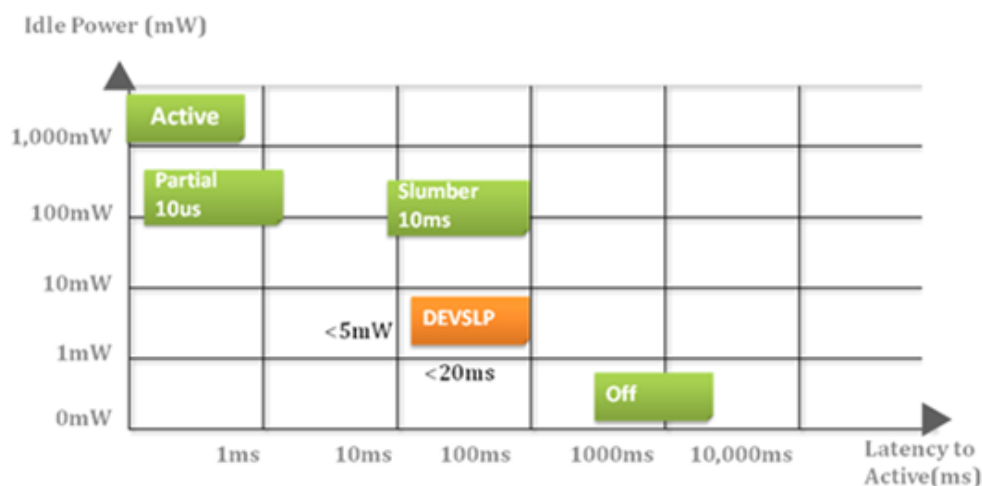 Idle Power (mW)
Active
1,000mW
Partial
10us
Slumber
10ms
100mW
10mW
DEVSLP
<5mW
1mW
<20ms
Off
0mW
1ms 10ms 100ms 1000ms 10,000ms
Latency to
Active(ms)